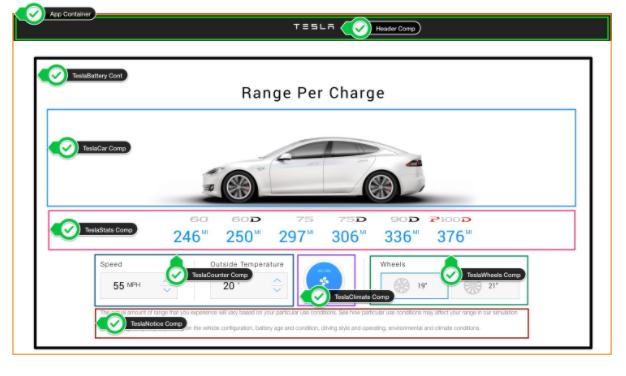 App Container
TESLA
Header Comp
TeslaBattery Cont
Range Per Charge
TeslaCar Comp
60 60D 75 75D 90D P100D
TeslaStats Comp
246 MI 250 MI 297 MI 306 MI 336 MI 376 MI
Speed Outside Temperature Wheels
TeslaCounter Comp
TeslaWheels Comp
55 MPH 20 ° 19" 21"
TeslaClimate Comp
amount of range that you experience will vary based on your particular use conditions. See how particular use conditions may affect your range in our simulation
TeslaNotice Comp
on the vehicle configuration, battery age and condition, driving style and operating, environmental and climate conditions.